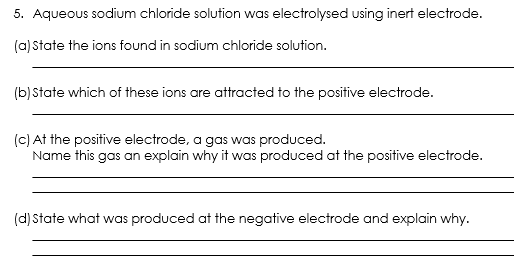 5. Aqueous sodium chloride solution was electrolysed using inert electrode.
(a) State the ions found in sodium chloride solution.
(b) State which of these ions are attracted to the positive electrode.
(c) At the positive electrode, a gas was produced.
Name this gas an explain why it was produced at the positive electrode.
(d) State what was produced at the negative electrode and explain why.